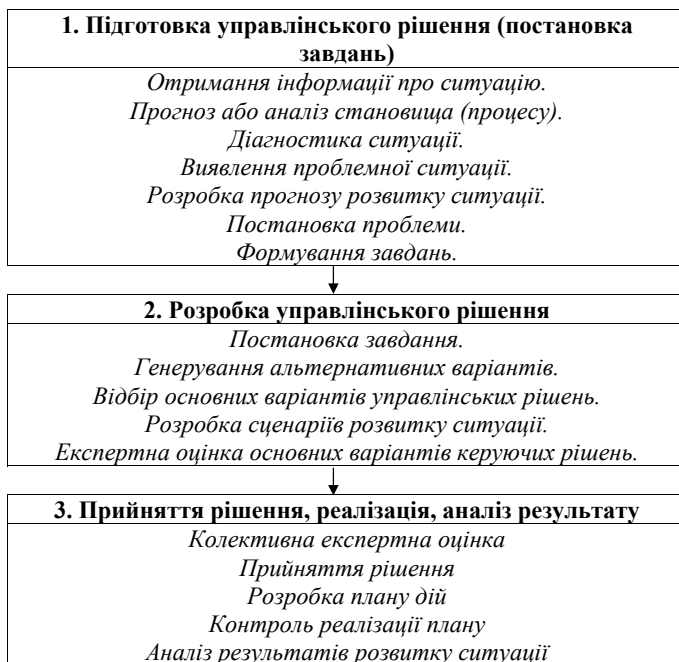 1. Підготовка управлінського рішення (постановка
завдань)
Отримання інформації про ситуацію.
Прогноз або аналіз становища (процесу).
Діагностика ситуації.
Виявлення проблемної ситуації.
Розробка прогнозу розвитку ситуації.
Постановка проблеми.
Формування завдань.
2. Розробка управлінського рішення
Постановка завдання.
Генерування альтернативних варіантів.
Відбір основних варіантів управлінських рішень.
Розробка сценаріїв розвитку ситуації.
Експертна оцінка основних варіантів керуючих рішень.
3. Прийняття рішення, реалізація, аналіз результату
Колективна експертна оцінка
Прийняття рішення
Розробка плану дій
Контроль реалізації плану
Аналіз результатів розвитку ситуації